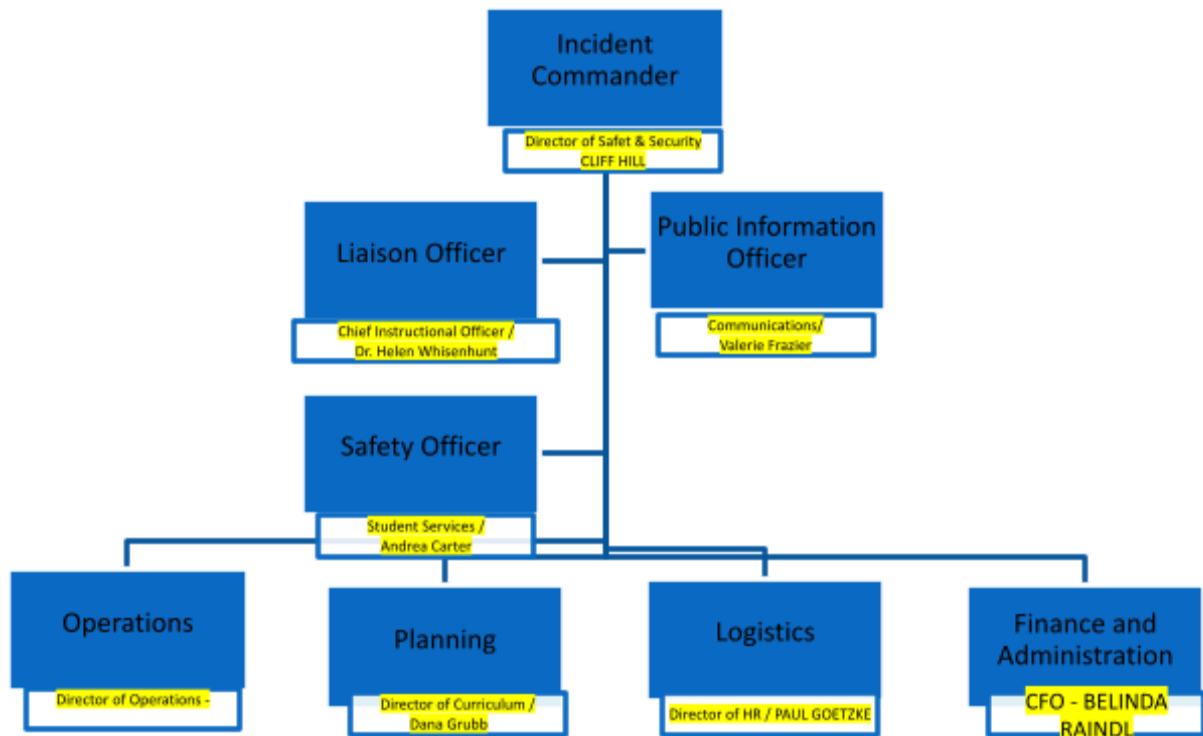 Incident
Commander
Director of Safet & Security
CLIFF HILL
Liaison Officer
Chief Instructional Officer /
Dr. Helen Whisenhunt
Public Information
Officer
Communications/
Valerie Frazier
Safety Officer
Student Services /
Andrea Carter
Operations
Director of Operations -
Planning
Director of Curriculum /
Dana Grubb
Logistics
Director of HR / PAUL GOETZKE
Finance and
Administration
CFO - BELINDA
RAINDL